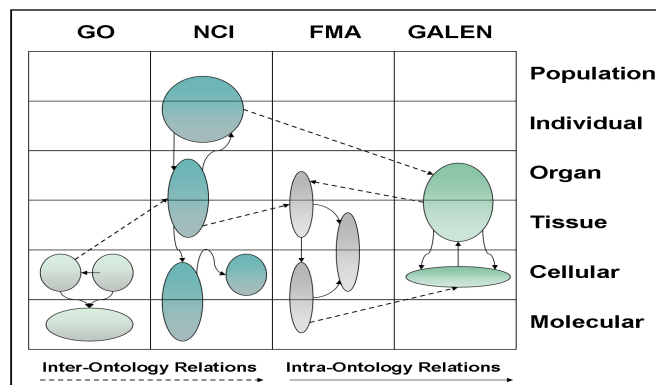 GO NCI FMA GALEN
Population
Individual
Organ
Tissue
Cellular
Molecular
Inter-Ontology Relations Intra-Ontology Relations